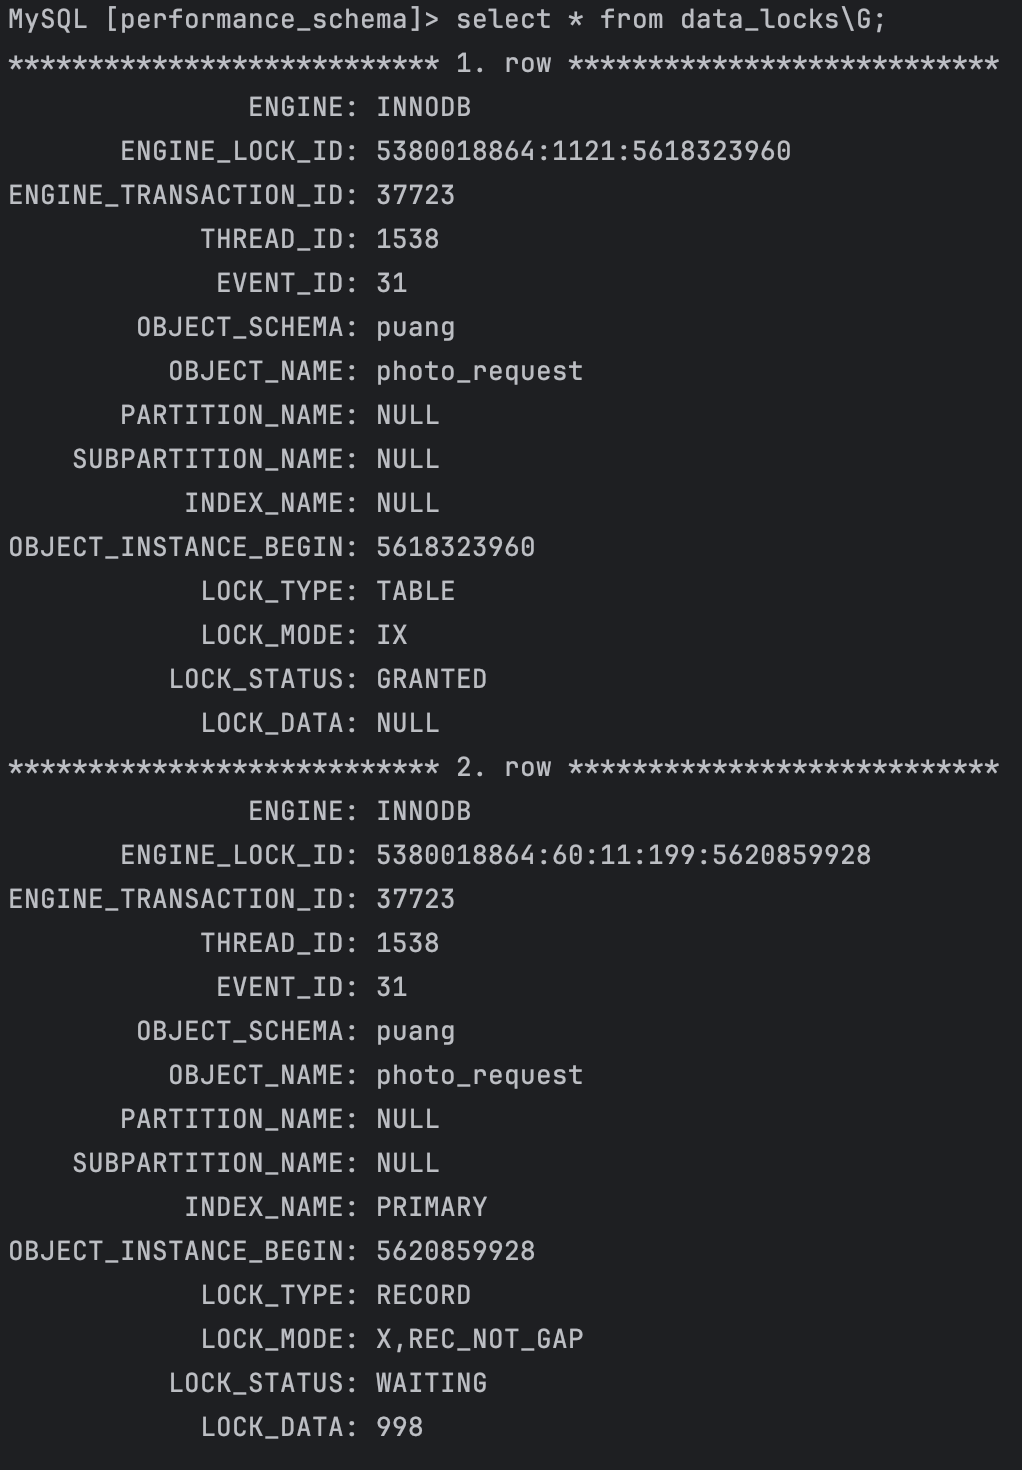 MySQL [performance_schema]> select * from data_locks\G;
*************************** 1. row ***************************
ENGINE: INNODB
ENGINE_LOCK_ID: 5380018864:1121:5618323960
ENGINE_TRANSACTION_ID: 37723
THREAD_ID: 1538
EVENT_ID: 31
OBJECT_SCHEMA: puang
OBJECT_NAME: photo_request
PARTITION_NAME: NULL
SUBPARTITION_NAME: NULL
INDEX_NAME: NULL
OBJECT_INSTANCE_BEGIN: 5618323960
LOCK_TYPE: TABLE
LOCK_MODE: IX
LOCK_STATUS: GRANTED
LOCK_DATA: NULL
*************************** 2. row ***************************
ENGINE: INNODB
ENGINE_LOCK_ID: 5380018864:60:11:199:5620859928
ENGINE_TRANSACTION_ID: 37723
THREAD_ID: 1538
EVENT_ID: 31
OBJECT_SCHEMA: puang
OBJECT_NAME: photo_request
PARTITION_NAME: NULL
SUBPARTITION_NAME: NULL
INDEX_NAME: PRIMARY
OBJECT_INSTANCE_BEGIN: 5620859928
LOCK_TYPE: RECORD
LOCK_MODE: X,REC_NOT_GAP
LOCK_STATUS: WAITING
LOCK_DATA: 998